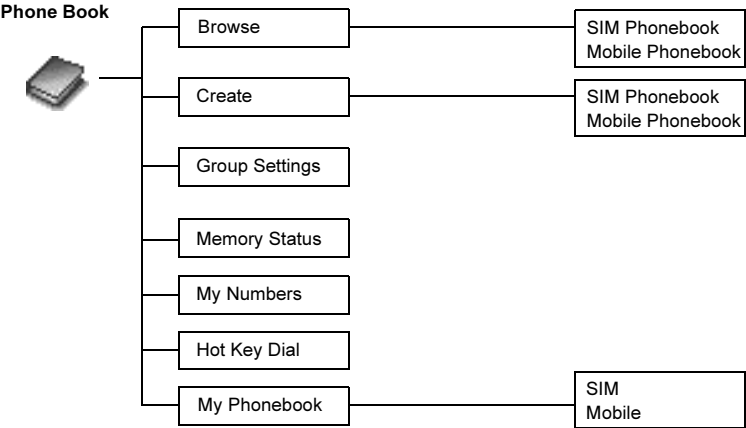 Phone Book
Browse
SIM Phonebook
Mobile Phonebook
Create
SIM Phonebook
Mobile Phonebook
Group Settings
Memory Status
My Numbers
Hot Key Dial
My Phonebook
SIM
Mobile